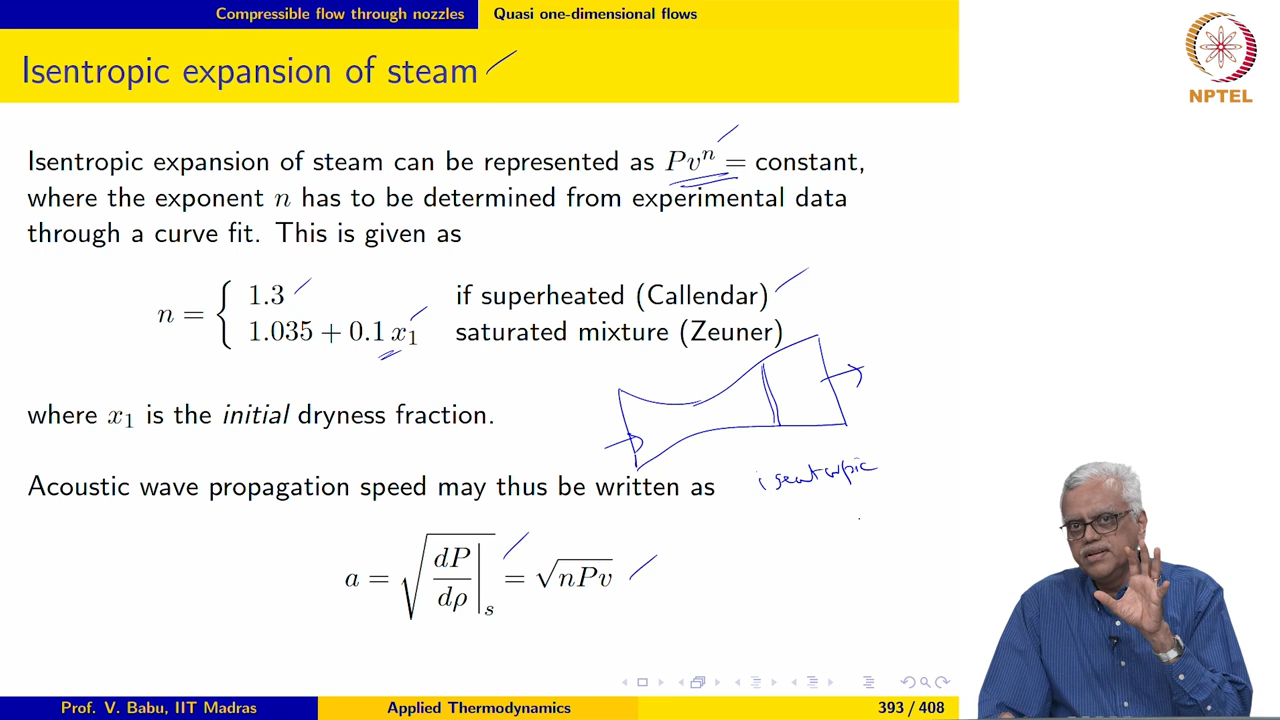 Compressible flow through nozzles Quasi one-dimensional flows
Isentropic expansion of steam
NPTEL
Isentropic expansion of steam can be represented as Pvⁿ = constant,
where the exponent n has to be determined from experimental data
through a curve fit. This is given as
n = { 1.3 if superheated (Callendar)
1.035 + 0.1 x₁ saturated mixture (Zeuner)
where x₁ is the initial dryness fraction.
isentropic
Acoustic wave propagation speed may thus be written as
a = √(dP/dρ|ₛ) = √nPv
Prof. V. Babu, IIT Madras Applied Thermodynamics 393 / 408